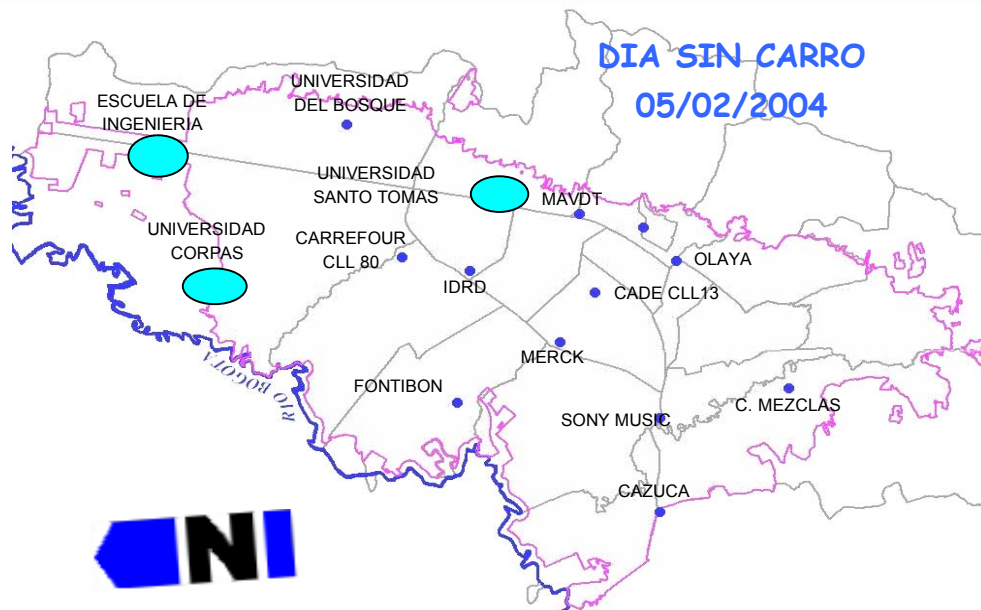 DIA SIN CARRO
05/02/2004
UNIVERSIDAD
DEL BOSQUE
ESCUELA DE
INGENIERIA
UNIVERSIDAD
SANTO TOMAS
MAVDT
UNIVERSIDAD
CORPAS
CARREFOUR
CLL 80
OLAYA
IDRD
CADE CLL13
MERCK
RIO BOGOTA
FONTIBON
C. MEZCLAS
SONY MUSIC
CAZUCA
N